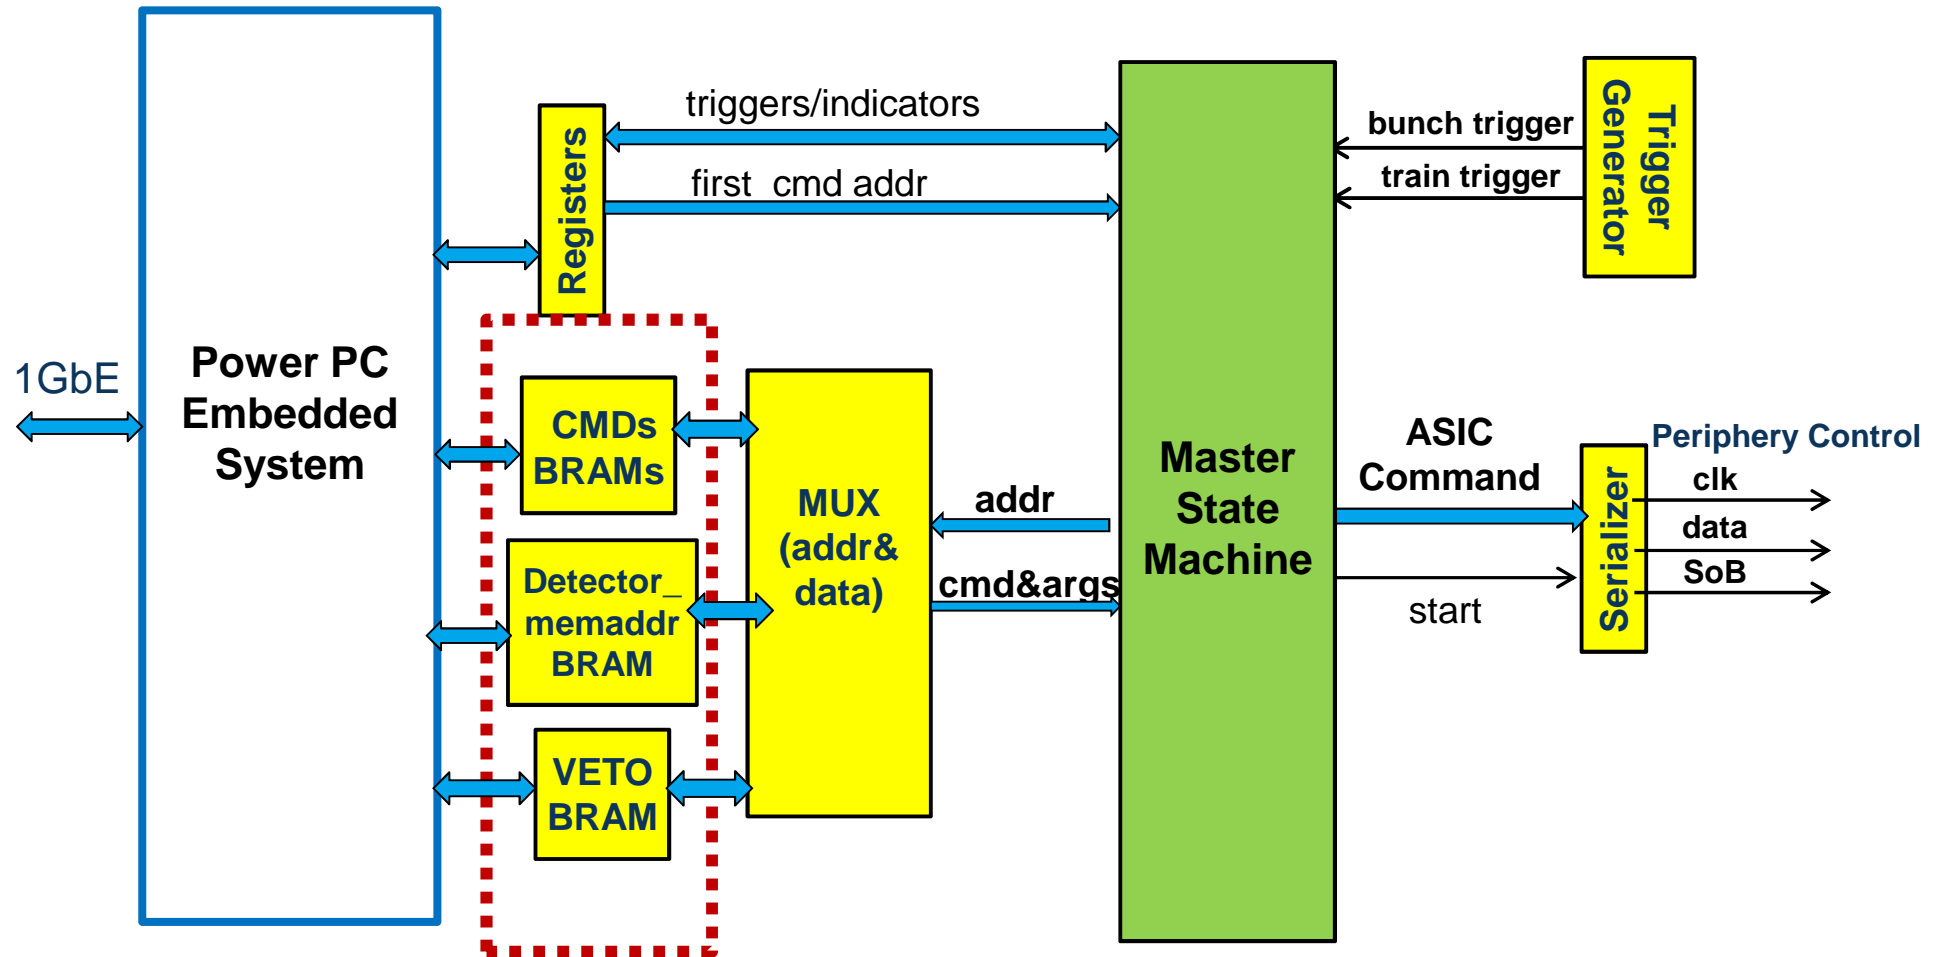 1GbE
Power PC
Embedded
System
Registers
triggers/indicators
first cmd addr
CMDs
BRAMs
Detector_
memaddr
BRAM
VETO
BRAM
MUX
(addr&
data)
addr
cmd&args
Master
State
Machine
bunch trigger
train trigger
Trigger
Generator
ASIC
Command
start
Serializer
Periphery Control
clk
data
SoB